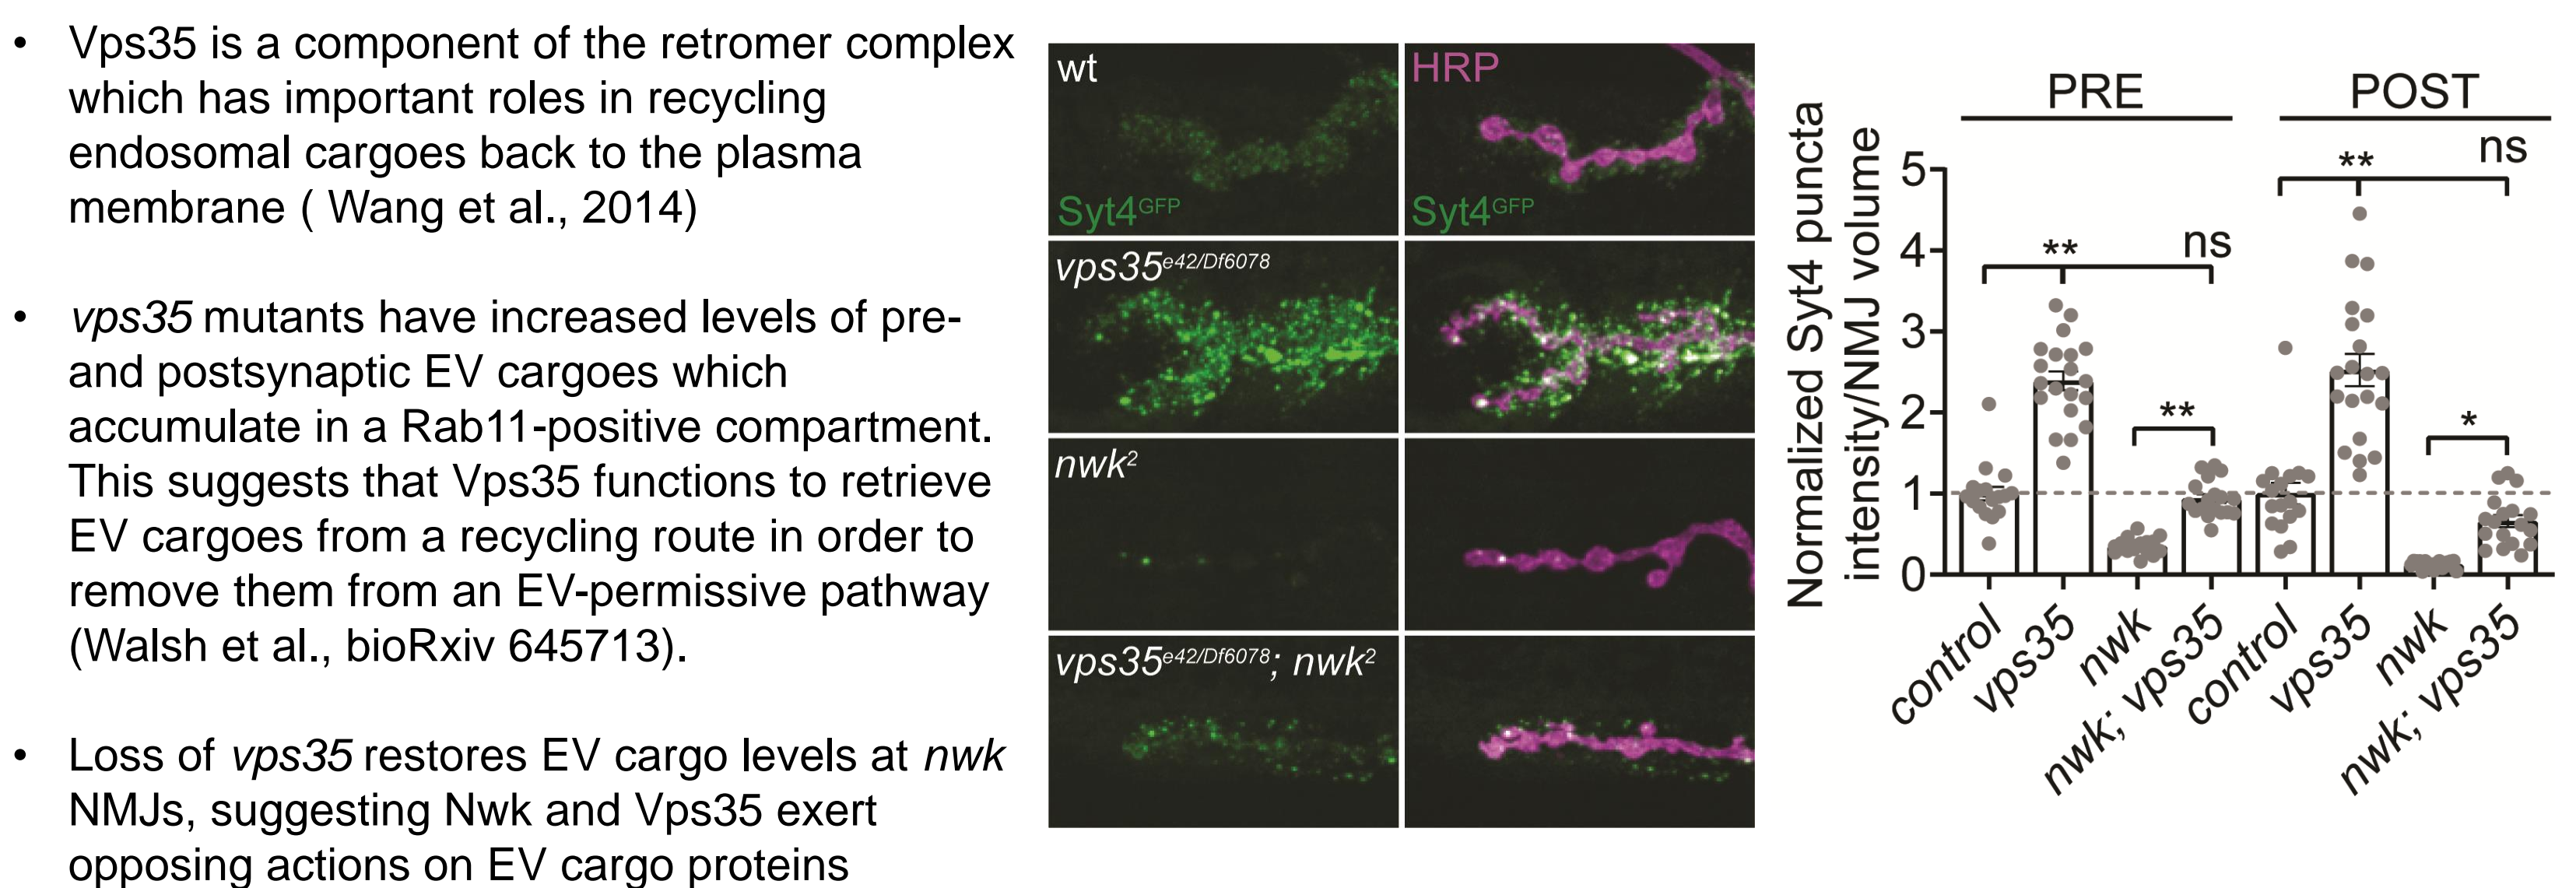 • Vps35 is a component of the retromer complex
which has important roles in recycling
endosomal cargoes back to the plasma
membrane ( Wang et al., 2014)
• vps35 mutants have increased levels of pre-
and postsynaptic EV cargoes which
accumulate in a Rab11-positive compartment.
This suggests that Vps35 functions to retrieve
EV cargoes from a recycling route in order to
remove them from an EV-permissive pathway
(Walsh et al., bioRxiv 645713).
• Loss of vps35 restores EV cargo levels at nwk
NMJs, suggesting Nwk and Vps35 exert
opposing actions on EV cargo proteins
wt
Syt4GFP
HRP
Syt4GFP
vps35e42/Df6078
nwk2
vps35e42/Df6078; nwk2
Normalized Syt4 puncta
intensity/NMJ volume
PRE
POST
5
4
3
2
1
0
**
ns
**
**
ns
*
control
vps35
nwk
nwk; vps35
control
vps35
nwk
nwk; vps35